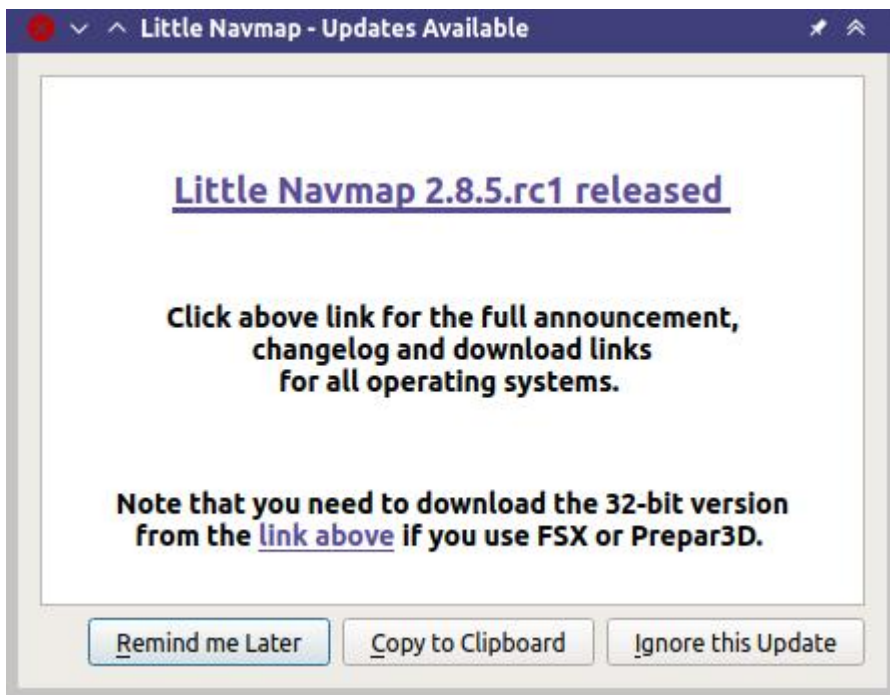 Little Navmap - Updates Available
Little Navmap 2.8.5.rc1 released
Click above link for the full announcement,
changelog and download links
for all operating systems.
Note that you need to download the 32-bit version
from the link above if you use FSX or Prepar3D.
Remind me Later
Copy to Clipboard
Ignore this Update